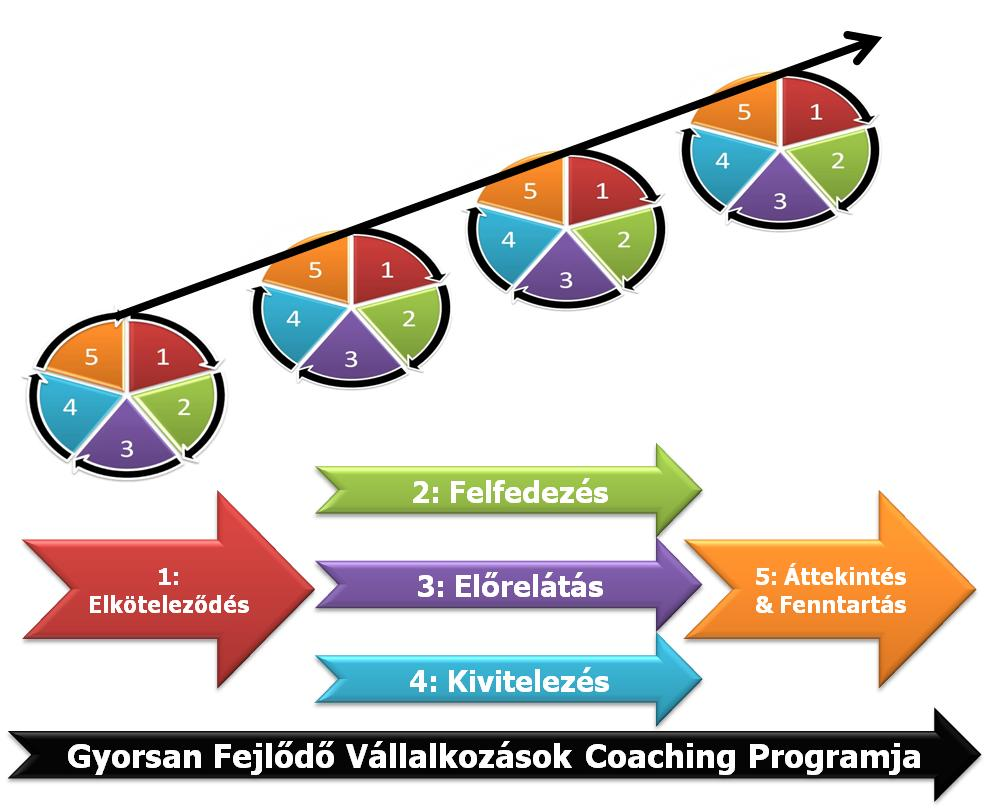 5 1
4 2
3
5 1
4 2
3
5 1
4 2
3
5 1
4 2
3
2: Felfedezés
1:
Elköteleződés
3: Előrelátás
4: Kivitelezés
5: Áttekintés
& Fenntartás
Gyorsan Fejlődő Vállalkozások Coaching Programja